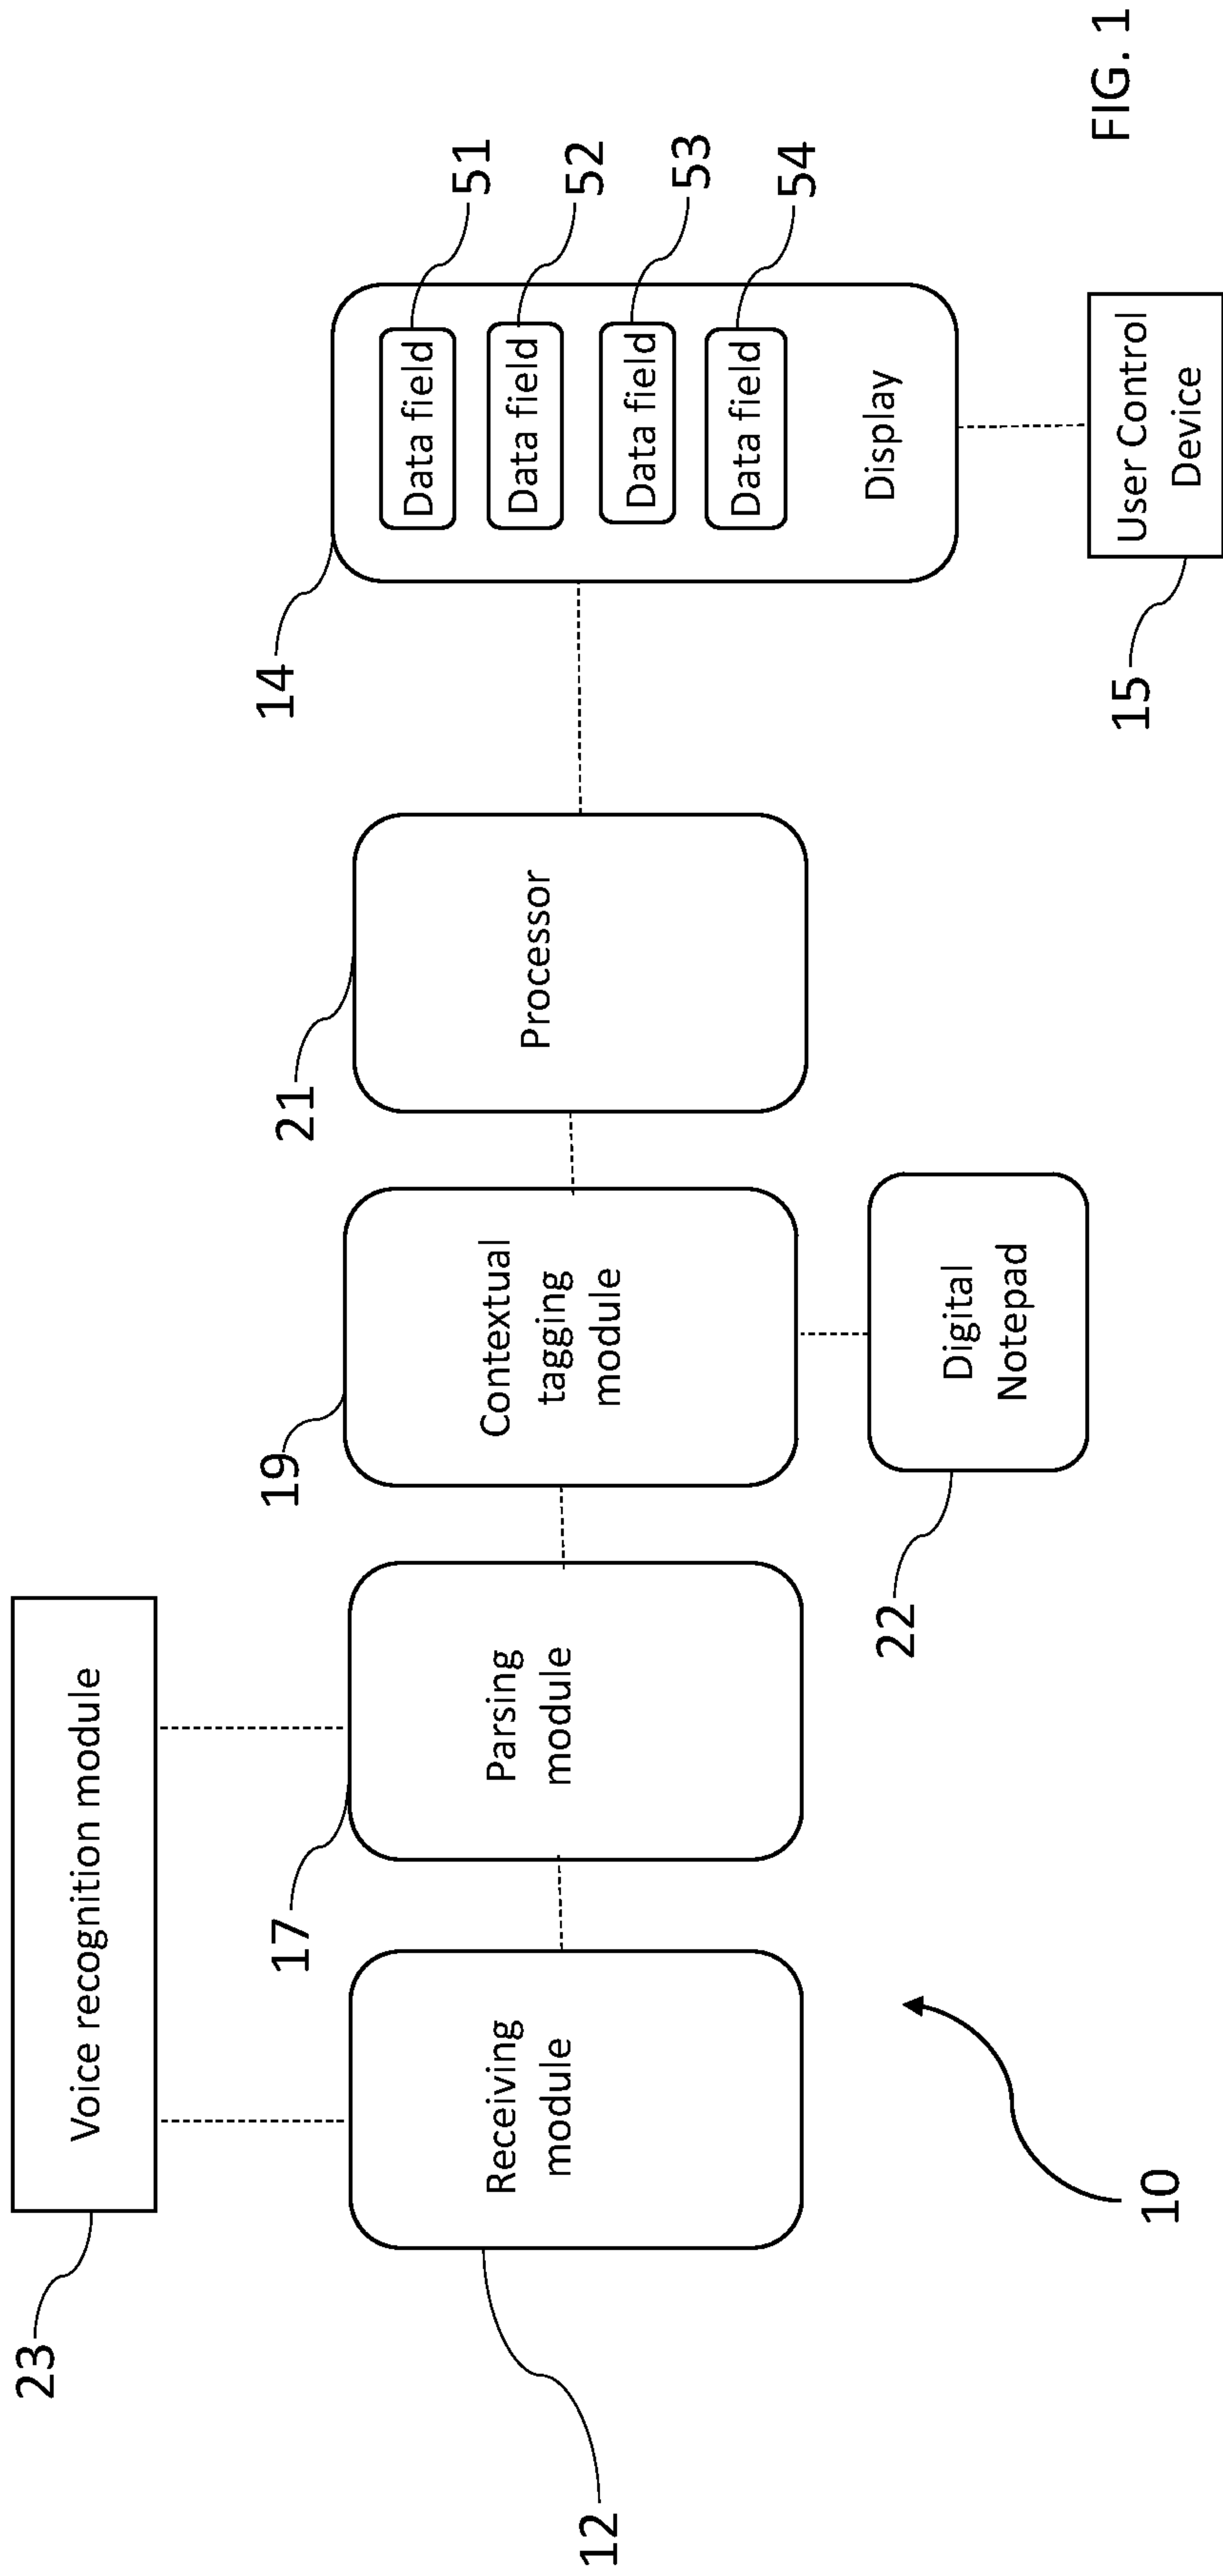 23
Voice recognition module
12
Receiving
module
17
Parsing
module
19
Contextual
tagging
module
21
Processor
14
Data field
51
Data field
52
Data field
53
Data field
54
Display
22
Digital
Notepad
15
User Control
Device
10
FIG. 1